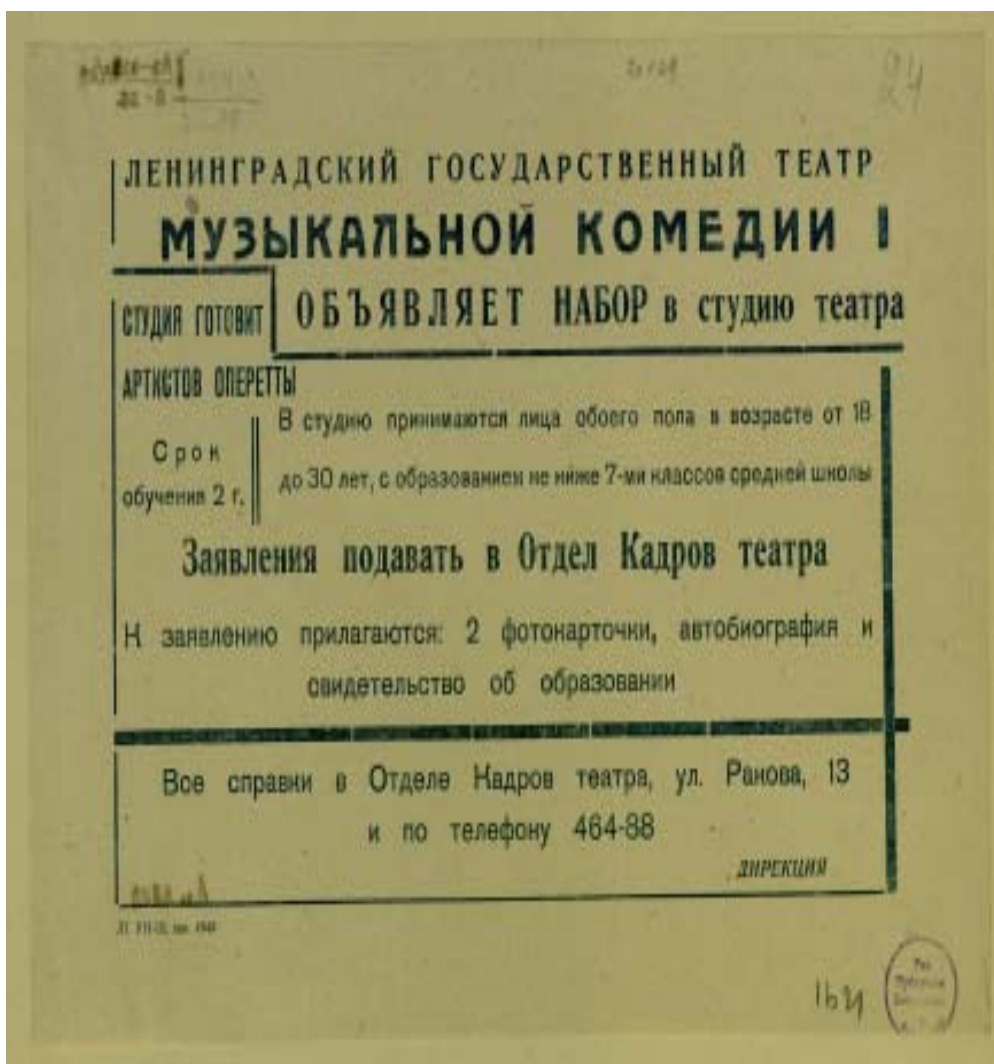 24
ЛЕНИНГРАДСКИЙ ГОСУДАРСТВЕННЫЙ ТЕАТР
МУЗЫКАЛЬНОЙ КОМЕДИИ
ОБЪЯВЛЯЕТ НАБОР в студию театра
СТУДИЯ ГОТОВИТ
АРТИСТОВ ОПЕРЕТТЫ
Срок
обучения 2 г.
В студию принимаются лица обоего пола в возрасте от 18
до 30 лет, с образованием не ниже 7-ми классов средней школы
Заявления подавать в Отдел Кадров театра
К заявлению прилагаются: 2 фотокарточки, автобиография и
свидетельство об образовании
Все справки в Отделе Кадров театра, ул. Ракова, 13
и по телефону 464-88
ДИРЕКЦИЯ